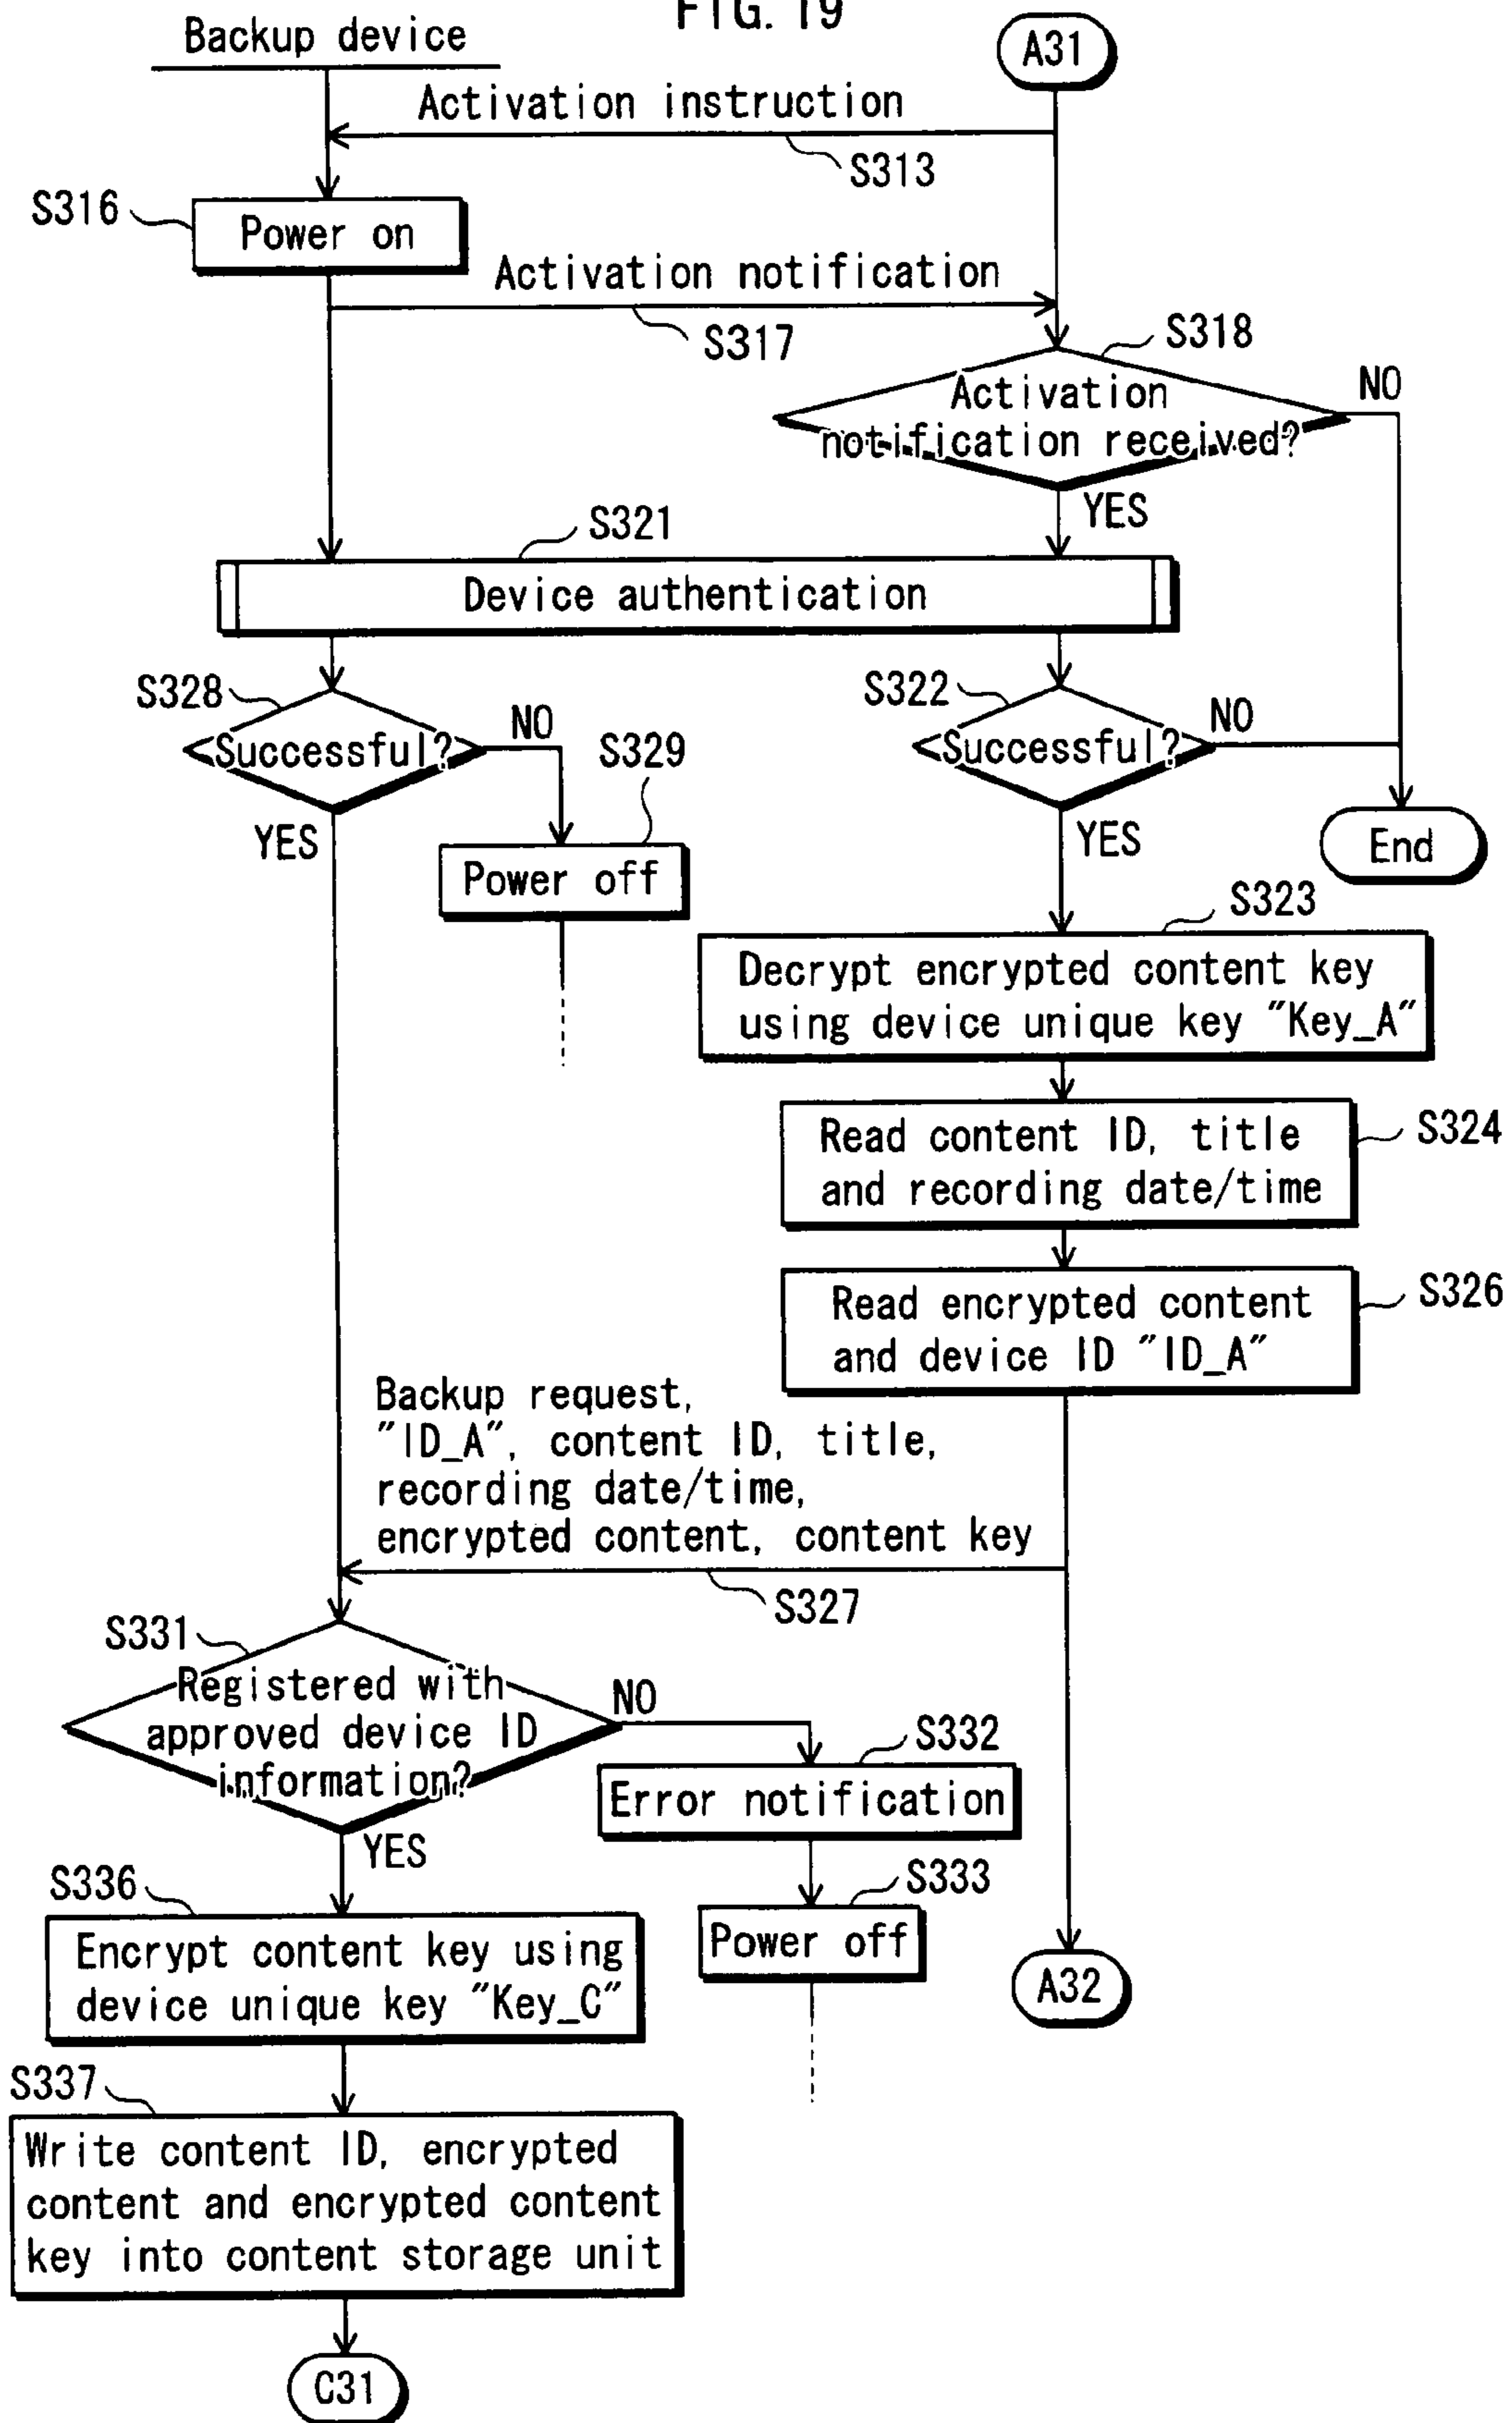 FIG. 19
Backup device
A31
Activation instruction
S313
S316
Power on
Activation notification
S317
S318
Activation
notification received?
NO
YES
S321
Device authentication
S328
Successful?
NO
YES
S329
Power off
S322
Successful?
NO
YES
End
S323
Decrypt encrypted content key
using device unique key "Key_A"
Read content ID, title
and recording date/time
S324
Read encrypted content
and device ID "ID_A"
S326
Backup request,
"ID_A", content ID, title,
recording date/time,
encrypted content, content key
S327
S331
Registered with
approved device ID
information?
NO
YES
S332
Error notification
S333
Power off
A32
S336
Encrypt content key using
device unique key "Key_C"
S337
Write content ID, encrypted
content and encrypted content
key into content storage unit
C31